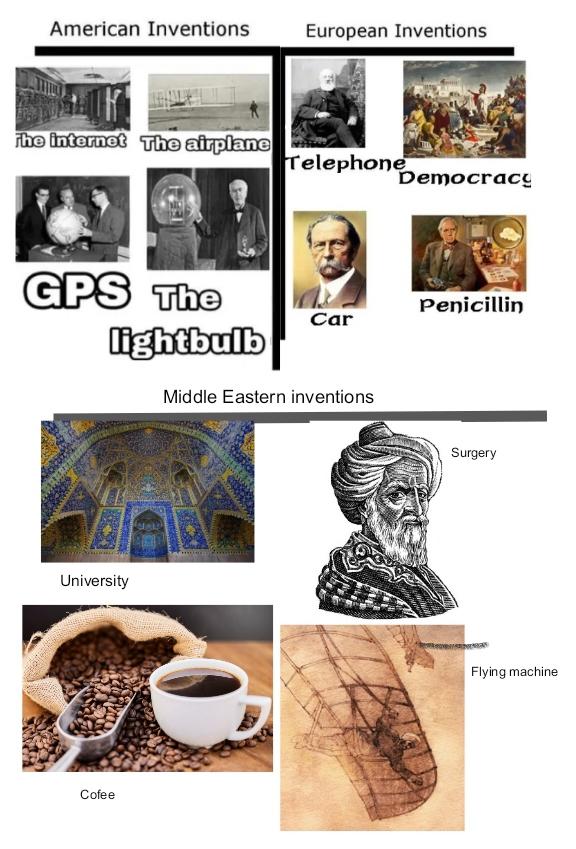 American Inventions
European Inventions
The internet
The airplane
Telephone
Democracy
GPS
The
lightbulb
Car
Penicillin
Middle Eastern inventions
Surgery
University
Flying machine
Cofee